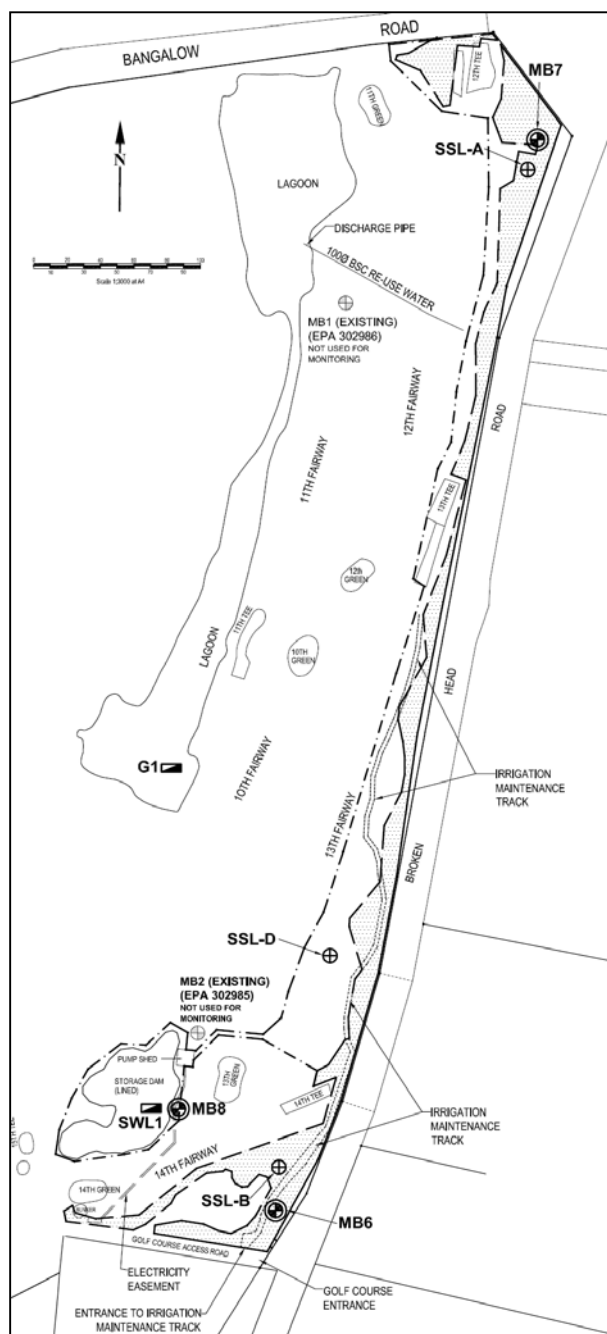 BANGALOW ROAD
12TH TEE
MB7
11TH GREEN
SSL-A
N
LAGOON
DISCHARGE PIPE
100Ø BSC RE-USE WATER
Scale 1:3000 at A4
MB1 (EXISTING)
(EPA 302986)
NOT USED FOR
MONITORING
12TH FAIRWAY
ROAD
11TH FAIRWAY
13TH TEE
12th
GREEN
11TH TEE
LAGOON
10TH
GREEN
HEAD
G1
10TH FAIRWAY
IRRIGATION
MAINTENANCE
TRACK
13TH FAIRWAY
BROKEN
SSL-D
MB2 (EXISTING)
(EPA 302985)
NOT USED FOR
MONITORING
PUMP SHED
STORAGE DAM
(LINED)
13TH
GREEN
14TH TEE
MB8
SWL1
15TH TEE
IRRIGATION
MAINTENANCE
TRACK
14TH FAIRWAY
14TH GREEN
SSL-B
MB6
GOLF COURSE ACCESS ROAD
ELECTRICITY
EASEMENT
GOLF COURSE
ENTRANCE
ENTRANCE TO IRRIGATION
MAINTENANCE TRACK